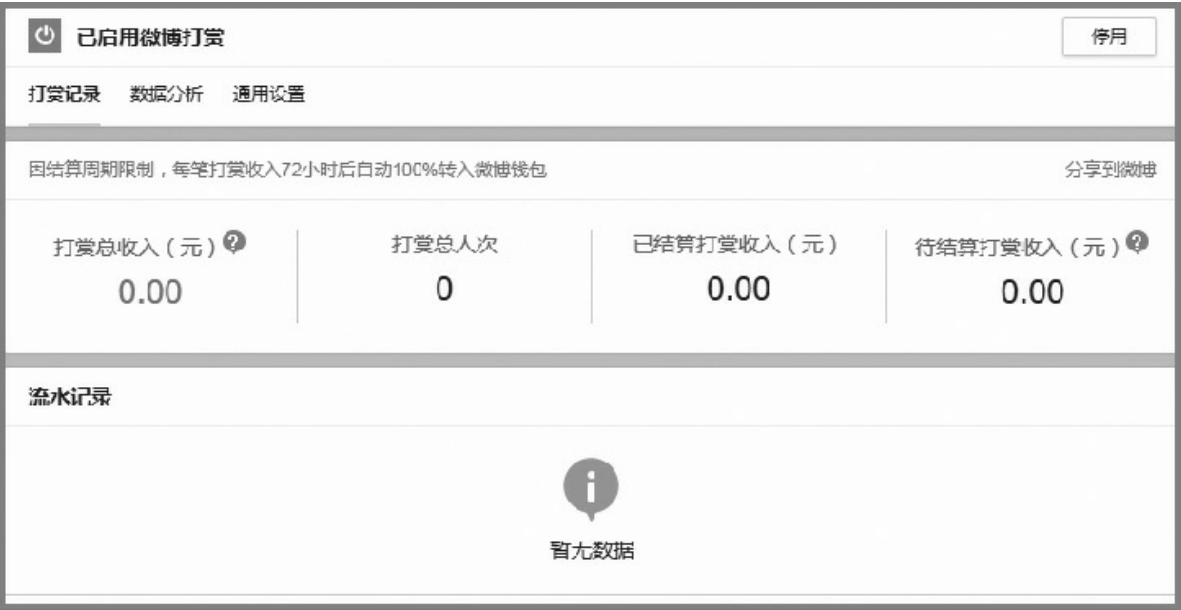 已启用微博打赏 停用
打赏记录 数据分析 通用设置
因结算周期限制，每笔打赏收入72小时后自动100%转入微博钱包 分享到微博
打赏总收入（元）? 打赏总人次 已结算打赏收入（元） 待结算打赏收入（元）?
0.00 0 0.00 0.00
流水记录
暂无数据